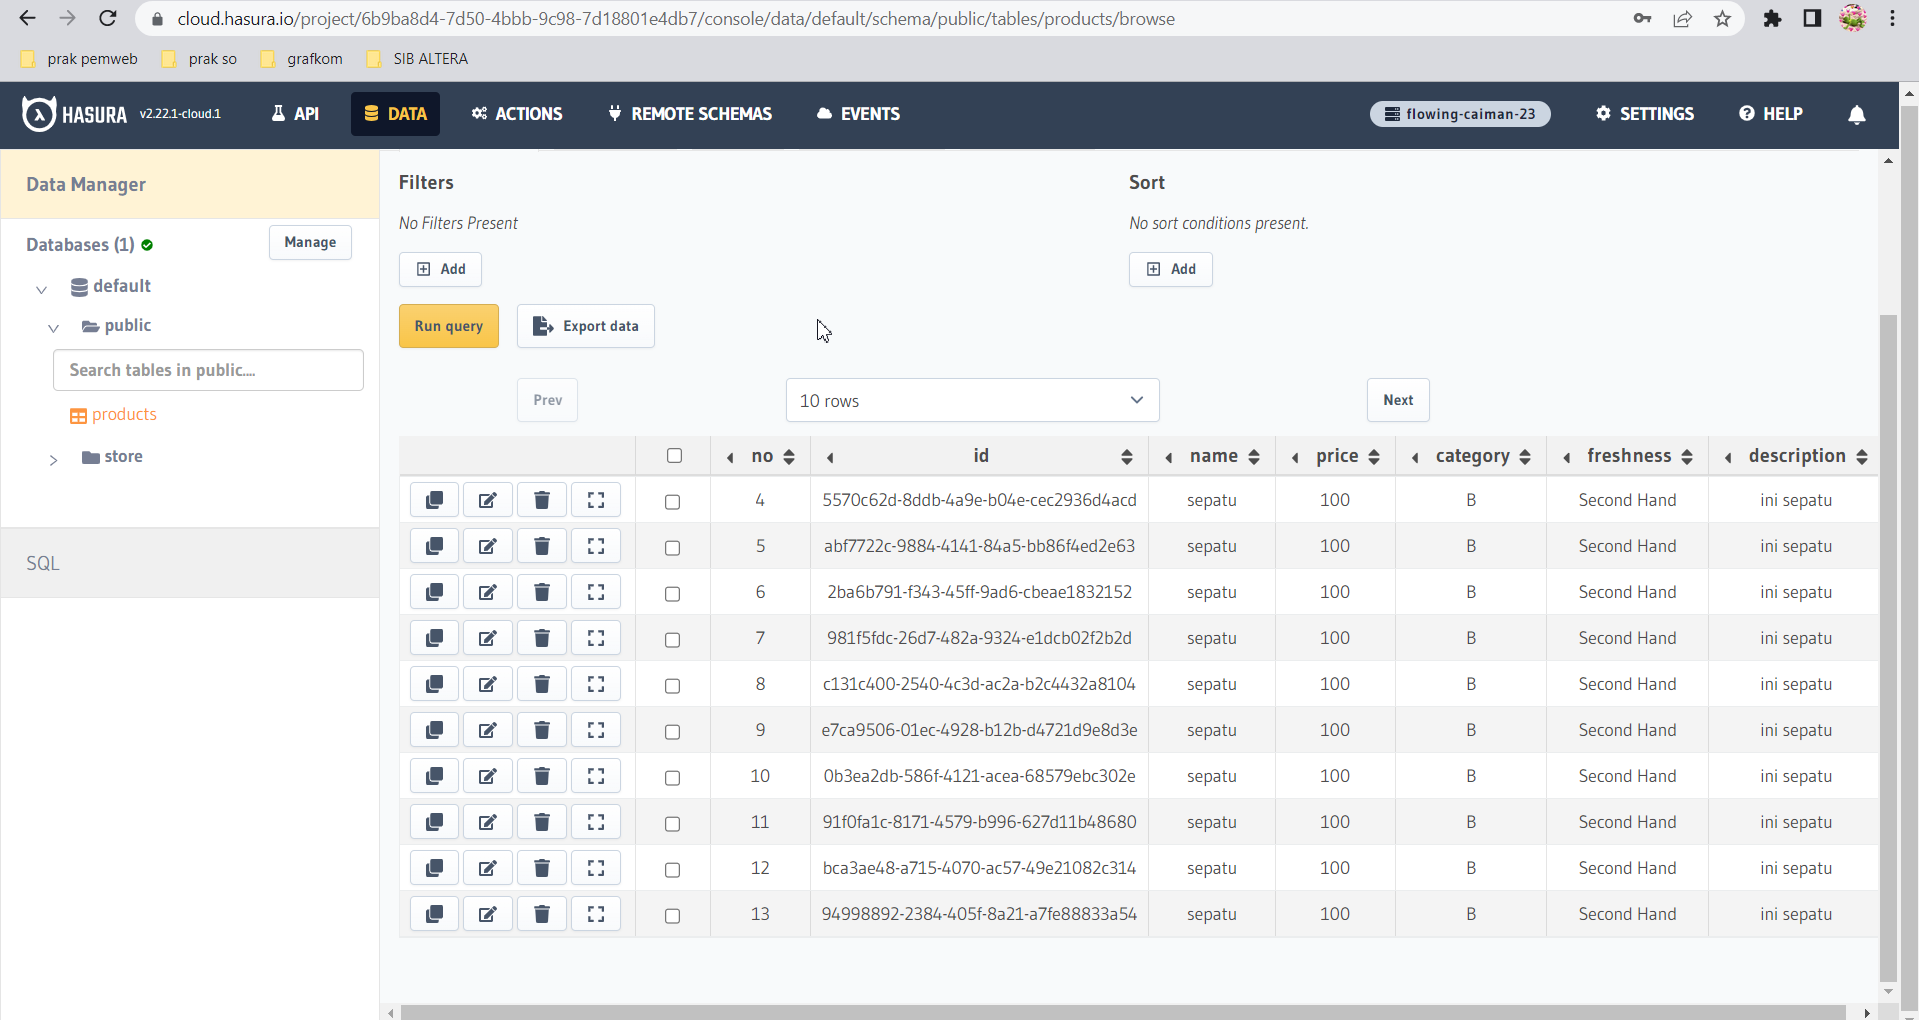 cloud.hasura.io/project/6b9ba8d4-7d50-4bbb-9c98-7d18801e4db7/console/data/default/schema/public/tables/products/browse
prak pemweb prak so grafkom SIB ALTERA
HASURA v2.22.1-cloud.1 API DATA ACTIONS REMOTE SCHEMAS EVENTS flowing-caiman-23 SETTINGS HELP
Data Manager
Databases (1) Manage
default
public
Search tables in public....
products
store
SQL
Filters Sort
No Filters Present No sort conditions present.
Add Add
Run query Export data
Prev 10 rows Next
no id name price category freshness description
4 5570c62d-8ddb-4a9e-b04e-cec2936d4acd sepatu 100 B Second Hand ini sepatu
5 abf7722c-9884-4141-84a5-bb86f4ed2e63 sepatu 100 B Second Hand ini sepatu
6 2ba6b791-f343-45ff-9ad6-cbeae1832152 sepatu 100 B Second Hand ini sepatu
7 981f5fdc-26d7-482a-9324-e1dcb02f2b2d sepatu 100 B Second Hand ini sepatu
8 c131c400-2540-4c3d-ac2a-b2c4432a8104 sepatu 100 B Second Hand ini sepatu
9 e7ca9506-01ec-4928-b12b-d4721d9e8d3e sepatu 100 B Second Hand ini sepatu
10 0b3ea2db-586f-4121-acea-68579ebc302e sepatu 100 B Second Hand ini sepatu
11 91f0fa1c-8171-4579-b996-627d11b48680 sepatu 100 B Second Hand ini sepatu
12 bca3ae48-a715-4070-ac57-49e21082c314 sepatu 100 B Second Hand ini sepatu
13 94998892-2384-405f-8a21-a7fe88833a54 sepatu 100 B Second Hand ini sepatu